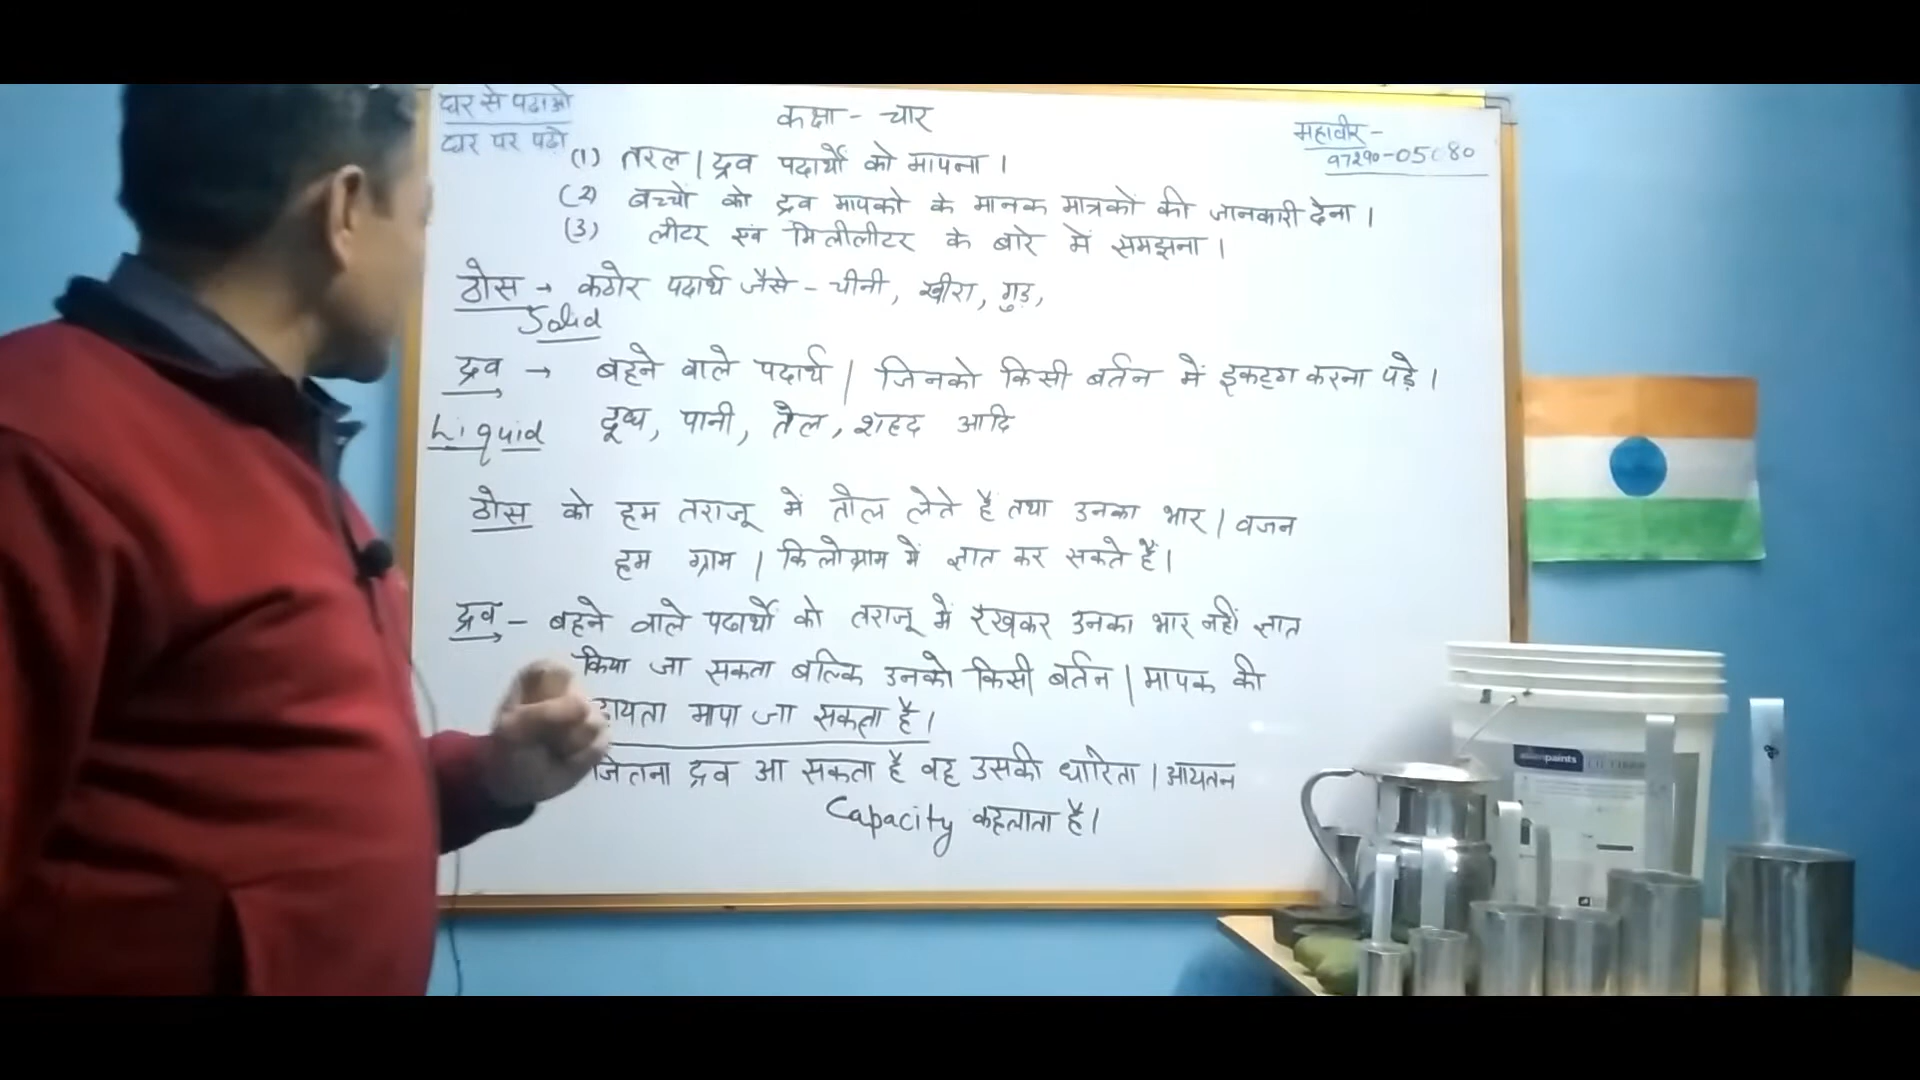 घर से पढाओ
घर पर पढो
कक्षा - चार
महावीर -
(1) तरल | द्रव पदार्थों को मापना ।
(2) बच्चों को द्रव मापकों के मानक मात्रकों की जानकारी देना ।
(3) लीटर एवं मिलीलीटर के बारे में समझना ।
ठोस → कठोर पदार्थ जैसे - चीनी, खीरा, गुड़,
Solid
द्रव → बहने वाले पदार्थ | जिनको किसी बर्तन में इकट्ठा करना पड़े ।
Liquid दूध, पानी, तेल, शहद आदि
ठोस को हम तराजू में तोल लेते हैं तथा उनका भार | वजन
हम ग्राम | किलोग्राम में ज्ञात कर सकते हैं।
द्रव - बहने वाले पदार्थों को तराजू में रखकर उनका भार नहीं ज्ञात
किया जा सकता बल्कि उनको किसी बर्तन | मापक की
मापा जा सकता है।
जितना द्रव आ सकता है वह उसकी धारिता | आयतन
Capacity कहलाता है।
asianpaints